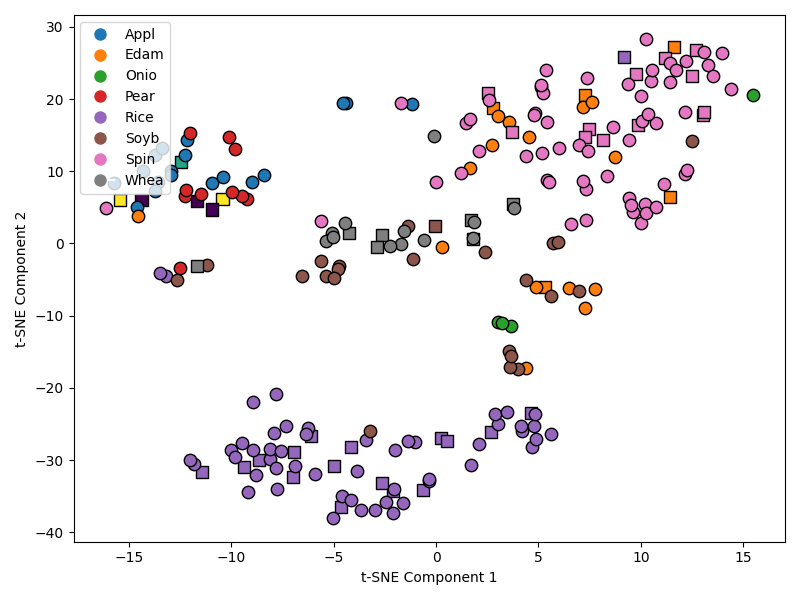 Appl
Edam
Onio
Pear
Rice
Soyb
Spin
Whea
30
20
10
0
−10
−20
−30
−40
t-SNE Component 2
−15 −10 −5 0 5 10 15
t-SNE Component 1